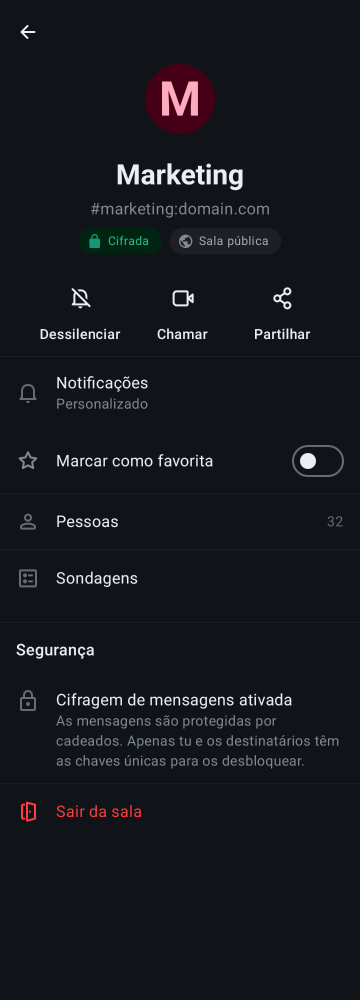 M
Marketing
#marketing:domain.com
Cifrada
Sala pública
Dessilenciar
Chamar
Partilhar
Notificações
Personalizado
Marcar como favorita
Pessoas
32
Sondagens
Segurança
Cifragem de mensagens ativada
As mensagens são protegidas por
cadeados. Apenas tu e os destinatários têm
as chaves únicas para os desbloquear.
Sair da sala